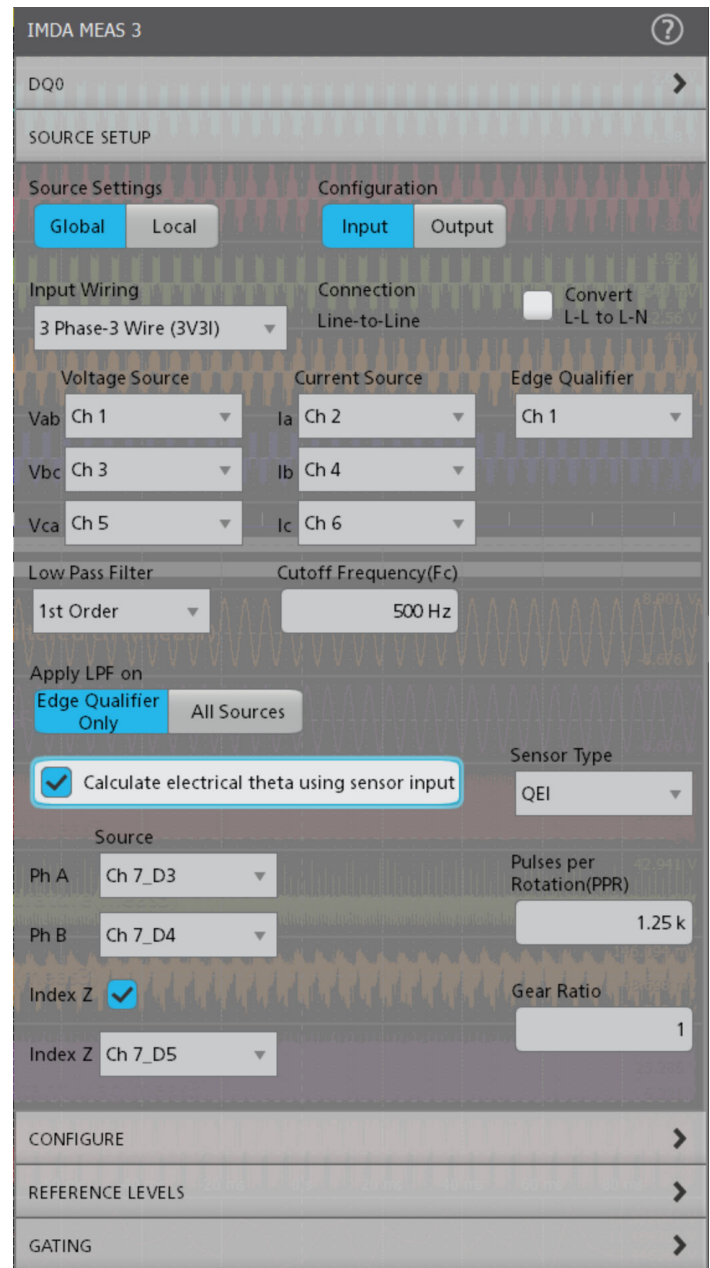 IMDA MEAS 3
?
DQ0
SOURCE SETUP
Source Settings
Configuration
Global
Local
Input
Output
Input Wiring
Connection
3 Phase-3 Wire (3V3I)
Line-to-Line
Convert
L-L to L-N
Voltage Source
Current Source
Edge Qualifier
Vab
Ch 1
Ia
Ch 2
Ch 1
Vbc
Ch 3
Ib
Ch 4
Vca
Ch 5
Ic
Ch 6
Low Pass Filter
Cutoff Frequency(Fc)
1st Order
500 Hz
Apply LPF on
Edge Qualifier
Only
All Sources
Calculate electrical theta using sensor input
Sensor Type
QEI
Source
Ph A
Ch 7_D3
Pulses per
Rotation(PPR)
1.25 k
Ph B
Ch 7_D4
Index Z
Gear Ratio
1
Index Z
Ch 7_D5
CONFIGURE
REFERENCE LEVELS
GATING